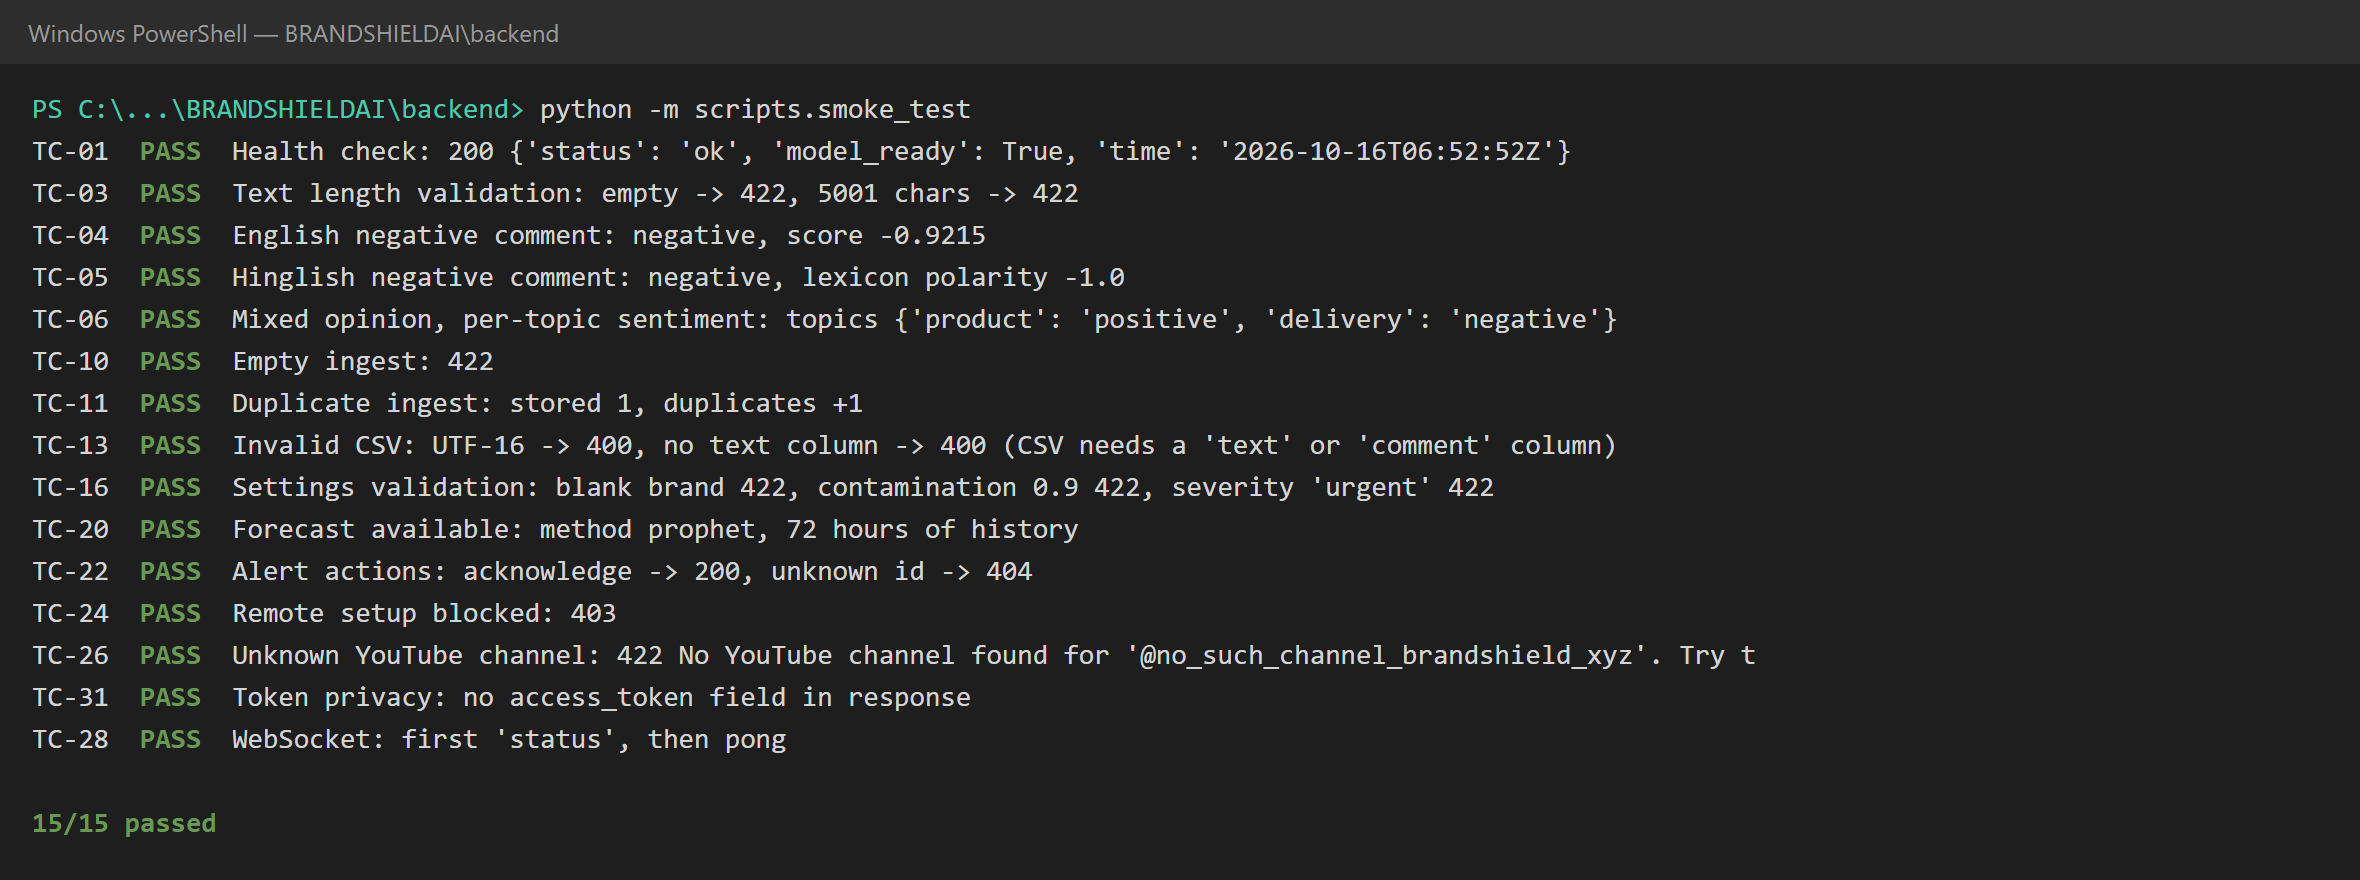 Windows PowerShell — BRANDSHIELDAI\backend
PS C:\...\BRANDSHIELDAI\backend> python -m scripts.smoke_test
TC-01  PASS  Health check: 200 {'status': 'ok', 'model_ready': True, 'time': '2026-10-16T06:52:52Z'}
TC-03  PASS  Text length validation: empty -> 422, 5001 chars -> 422
TC-04  PASS  English negative comment: negative, score -0.9215
TC-05  PASS  Hinglish negative comment: negative, lexicon polarity -1.0
TC-06  PASS  Mixed opinion, per-topic sentiment: topics {'product': 'positive', 'delivery': 'negative'}
TC-10  PASS  Empty ingest: 422
TC-11  PASS  Duplicate ingest: stored 1, duplicates +1
TC-13  PASS  Invalid CSV: UTF-16 -> 400, no text column -> 400 (CSV needs a 'text' or 'comment' column)
TC-16  PASS  Settings validation: blank brand 422, contamination 0.9 422, severity 'urgent' 422
TC-20  PASS  Forecast available: method prophet, 72 hours of history
TC-22  PASS  Alert actions: acknowledge -> 200, unknown id -> 404
TC-24  PASS  Remote setup blocked: 403
TC-26  PASS  Unknown YouTube channel: 422 No YouTube channel found for '@no_such_channel_brandshield_xyz'. Try t
TC-31  PASS  Token privacy: no access_token field in response
TC-28  PASS  WebSocket: first 'status', then pong
15/15 passed